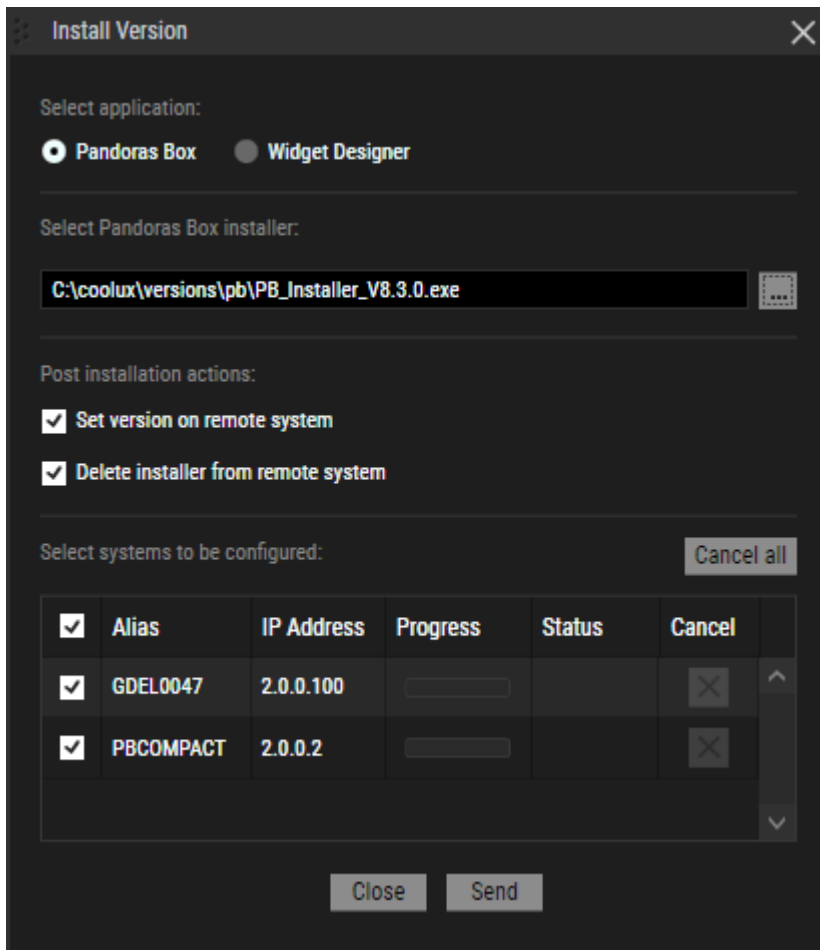 Install Version
Select application:
Pandoras Box Widget Designer
Select Pandoras Box installer:
C:\coolux\versions\pb\PB_Installer_V8.3.0.exe ...
Post installation actions:
Set version on remote system
Delete installer from remote system
Select systems to be configured: Cancel all
Alias IP Address Progress Status Cancel
GDEL0047 2.0.0.100
PBCOMPACT 2.0.0.2
Close Send